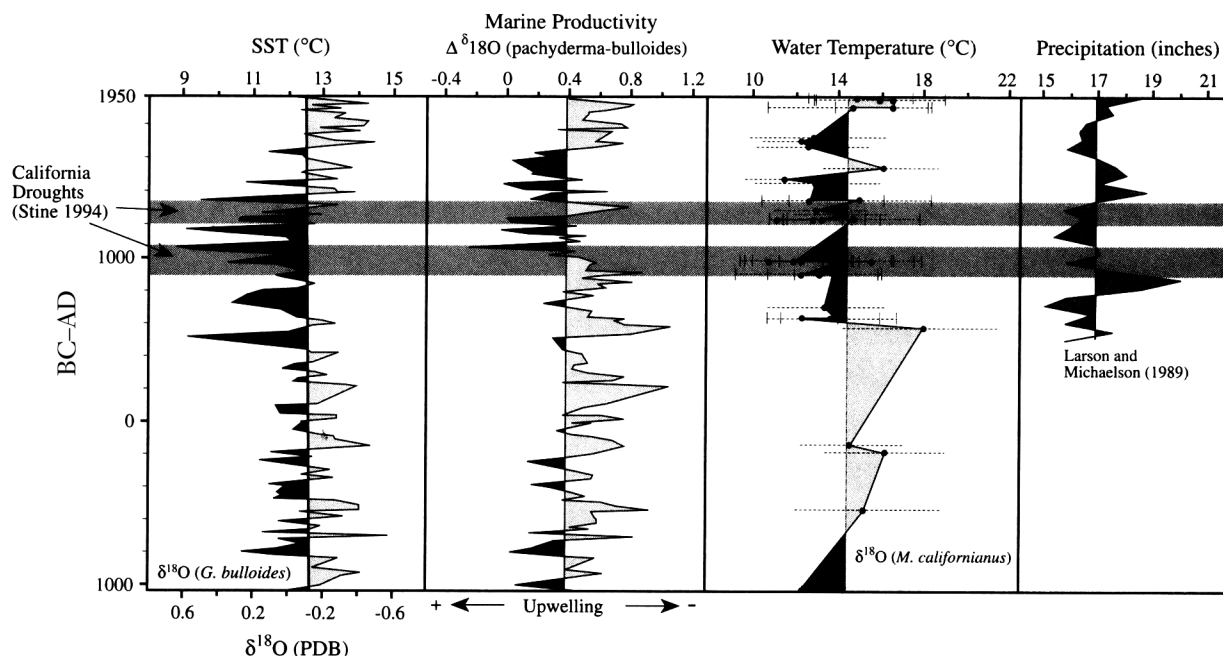 Marine Productivity
SST (°C)
Δ δ18O (pachyderma-bulloides)
Water Temperature (°C)
Precipitation (inches)
9 11 13 15
-0.4 0 0.4 0.8 1.2
10 14 18 22
15 17 19 21
1950
California
Droughts
(Stine 1994)
1000
BC–AD
Larson and
Michaelson (1989)
0
δ18O (G. bulloides)
δ18O (M. californianus)
1000
0.6 0.2 -0.2 -0.6
+ Upwelling -
δ18O (PDB)